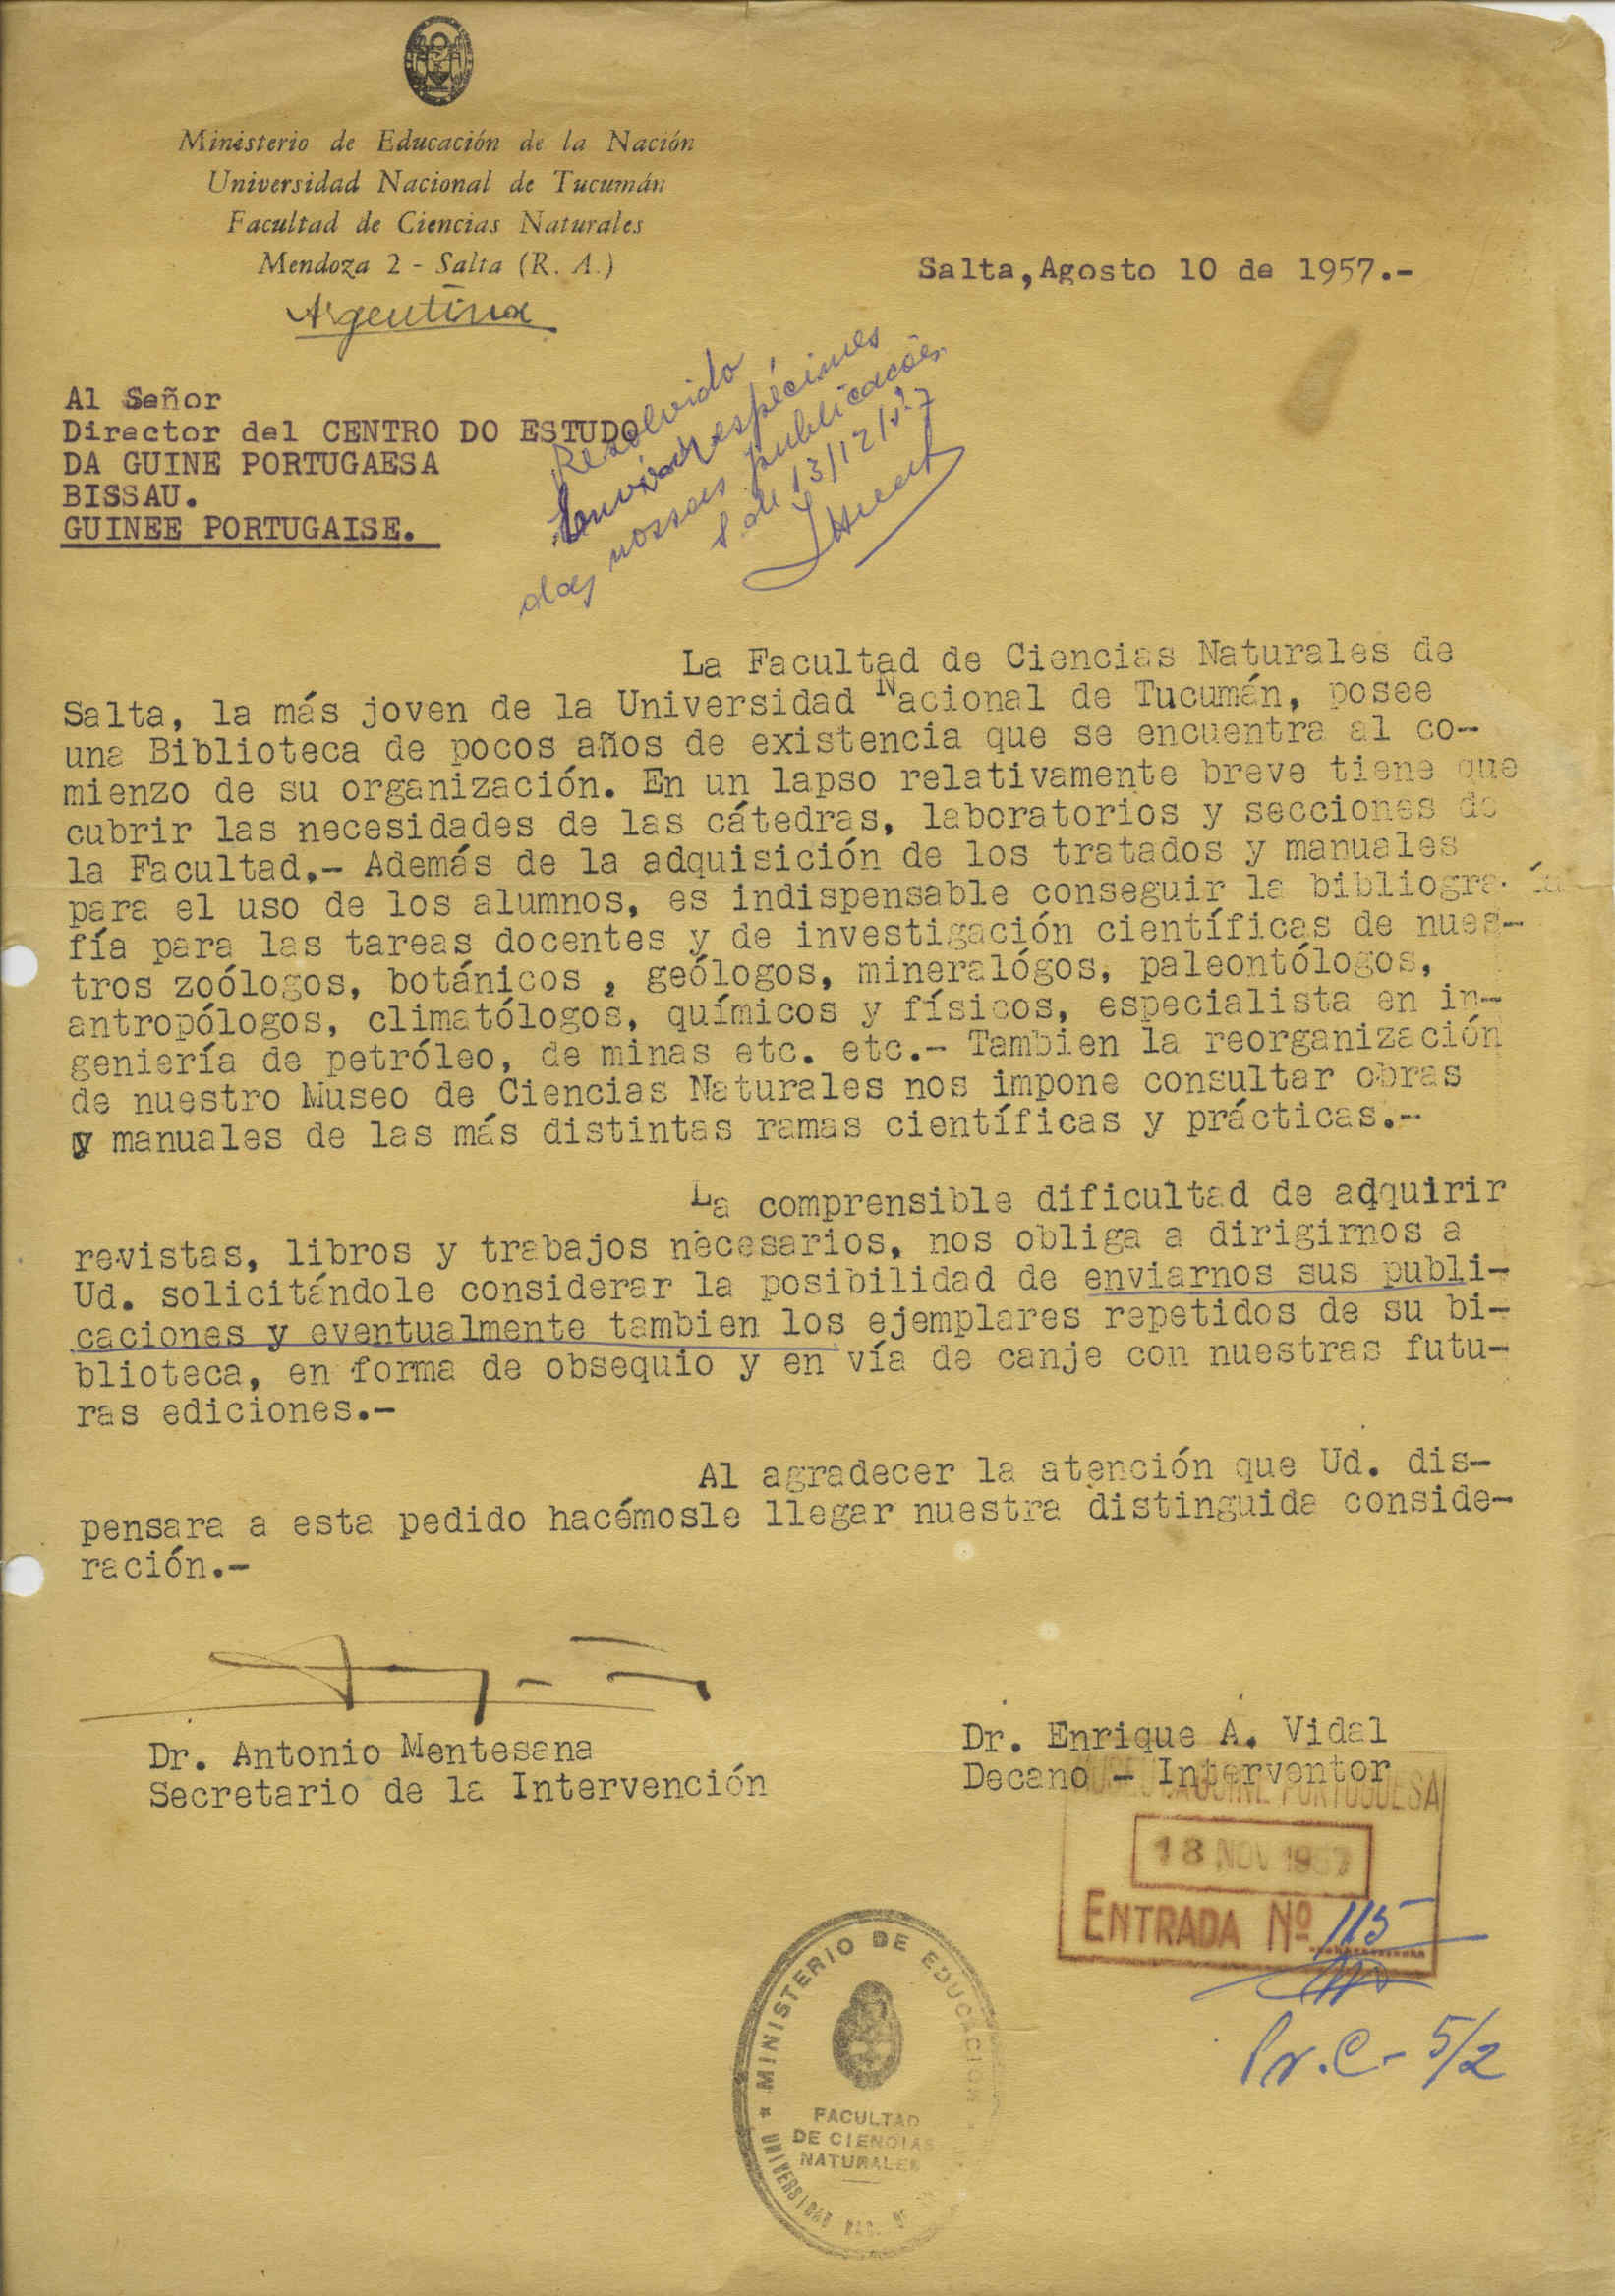 Ministerio de Educación de la Nación
Universidad Nacional de Tucumán
Facultad de Ciencias Naturales
Mendoza 2 - Salta (R. A.)
Argentina
Salta, Agosto 10 de 1957.-
Al Señor
Director del CENTRO DO ESTUDO
DA GUINE PORTUGAESA
BISSAU.
GUINEE PORTUGAISE.
Resolvido
Enviar espécimes
das nossas publicações
S. de 13/12/57
La Facultad de Ciencias Naturales de
Salta, la más joven de la Universidad Nacional de Tucumán, posee
una Biblioteca de pocos años de existencia que se encuentra al co-
mienzo de su organización. En un lapso relativamente breve tiene que
cubrir las necesidades de las cátedras, laboratorios y secciones de
la Facultad.- Además de la adquisición de los tratados y manuales
para el uso de los alumnos, es indispensable conseguir la bibliogra-
fía para las tareas docentes y de investigación científicas de nues-
tros zoólogos, botánicos , geólogos, mineralógos, paleontólogos,
antropólogos, climatólogos, químicos y físicos, especialista en in-
geniería de petróleo, de minas etc. etc.- Tambien la reorganización
de nuestro Museo de Ciencias Naturales nos impone consultar obras
y manuales de las más distintas ramas científicas y prácticas.-
La comprensible dificultad de adquirir
revistas, libros y trabajos necesarios, nos obliga a dirigirnos a
Ud. solicitándole considerar la posibilidad de enviarnos sus publi-
caciones y eventualmente tambien los ejemplares repetidos de su bi-
blioteca, en forma de obsequio y en vía de canje con nuestras futu-
ras ediciones.-
Al agradecer la atención que Ud. dis-
pensara a esta pedido hacémosle llegar nuestra distinguida conside-
ración.-
Dr. Antonio Mentesana
Secretario de la Intervención
Dr. Enrique A. Vidal
Decano - Interventor
DA GUINE PORTUGUESA
18 NOV 1957
ENTRADA Nº 115
Pr. C - 5/2
MINISTERIO DE EDUCACION
FACULTAD
DE CIENCIAS
NATURALES
UNIVERSIDAD NAC. DE